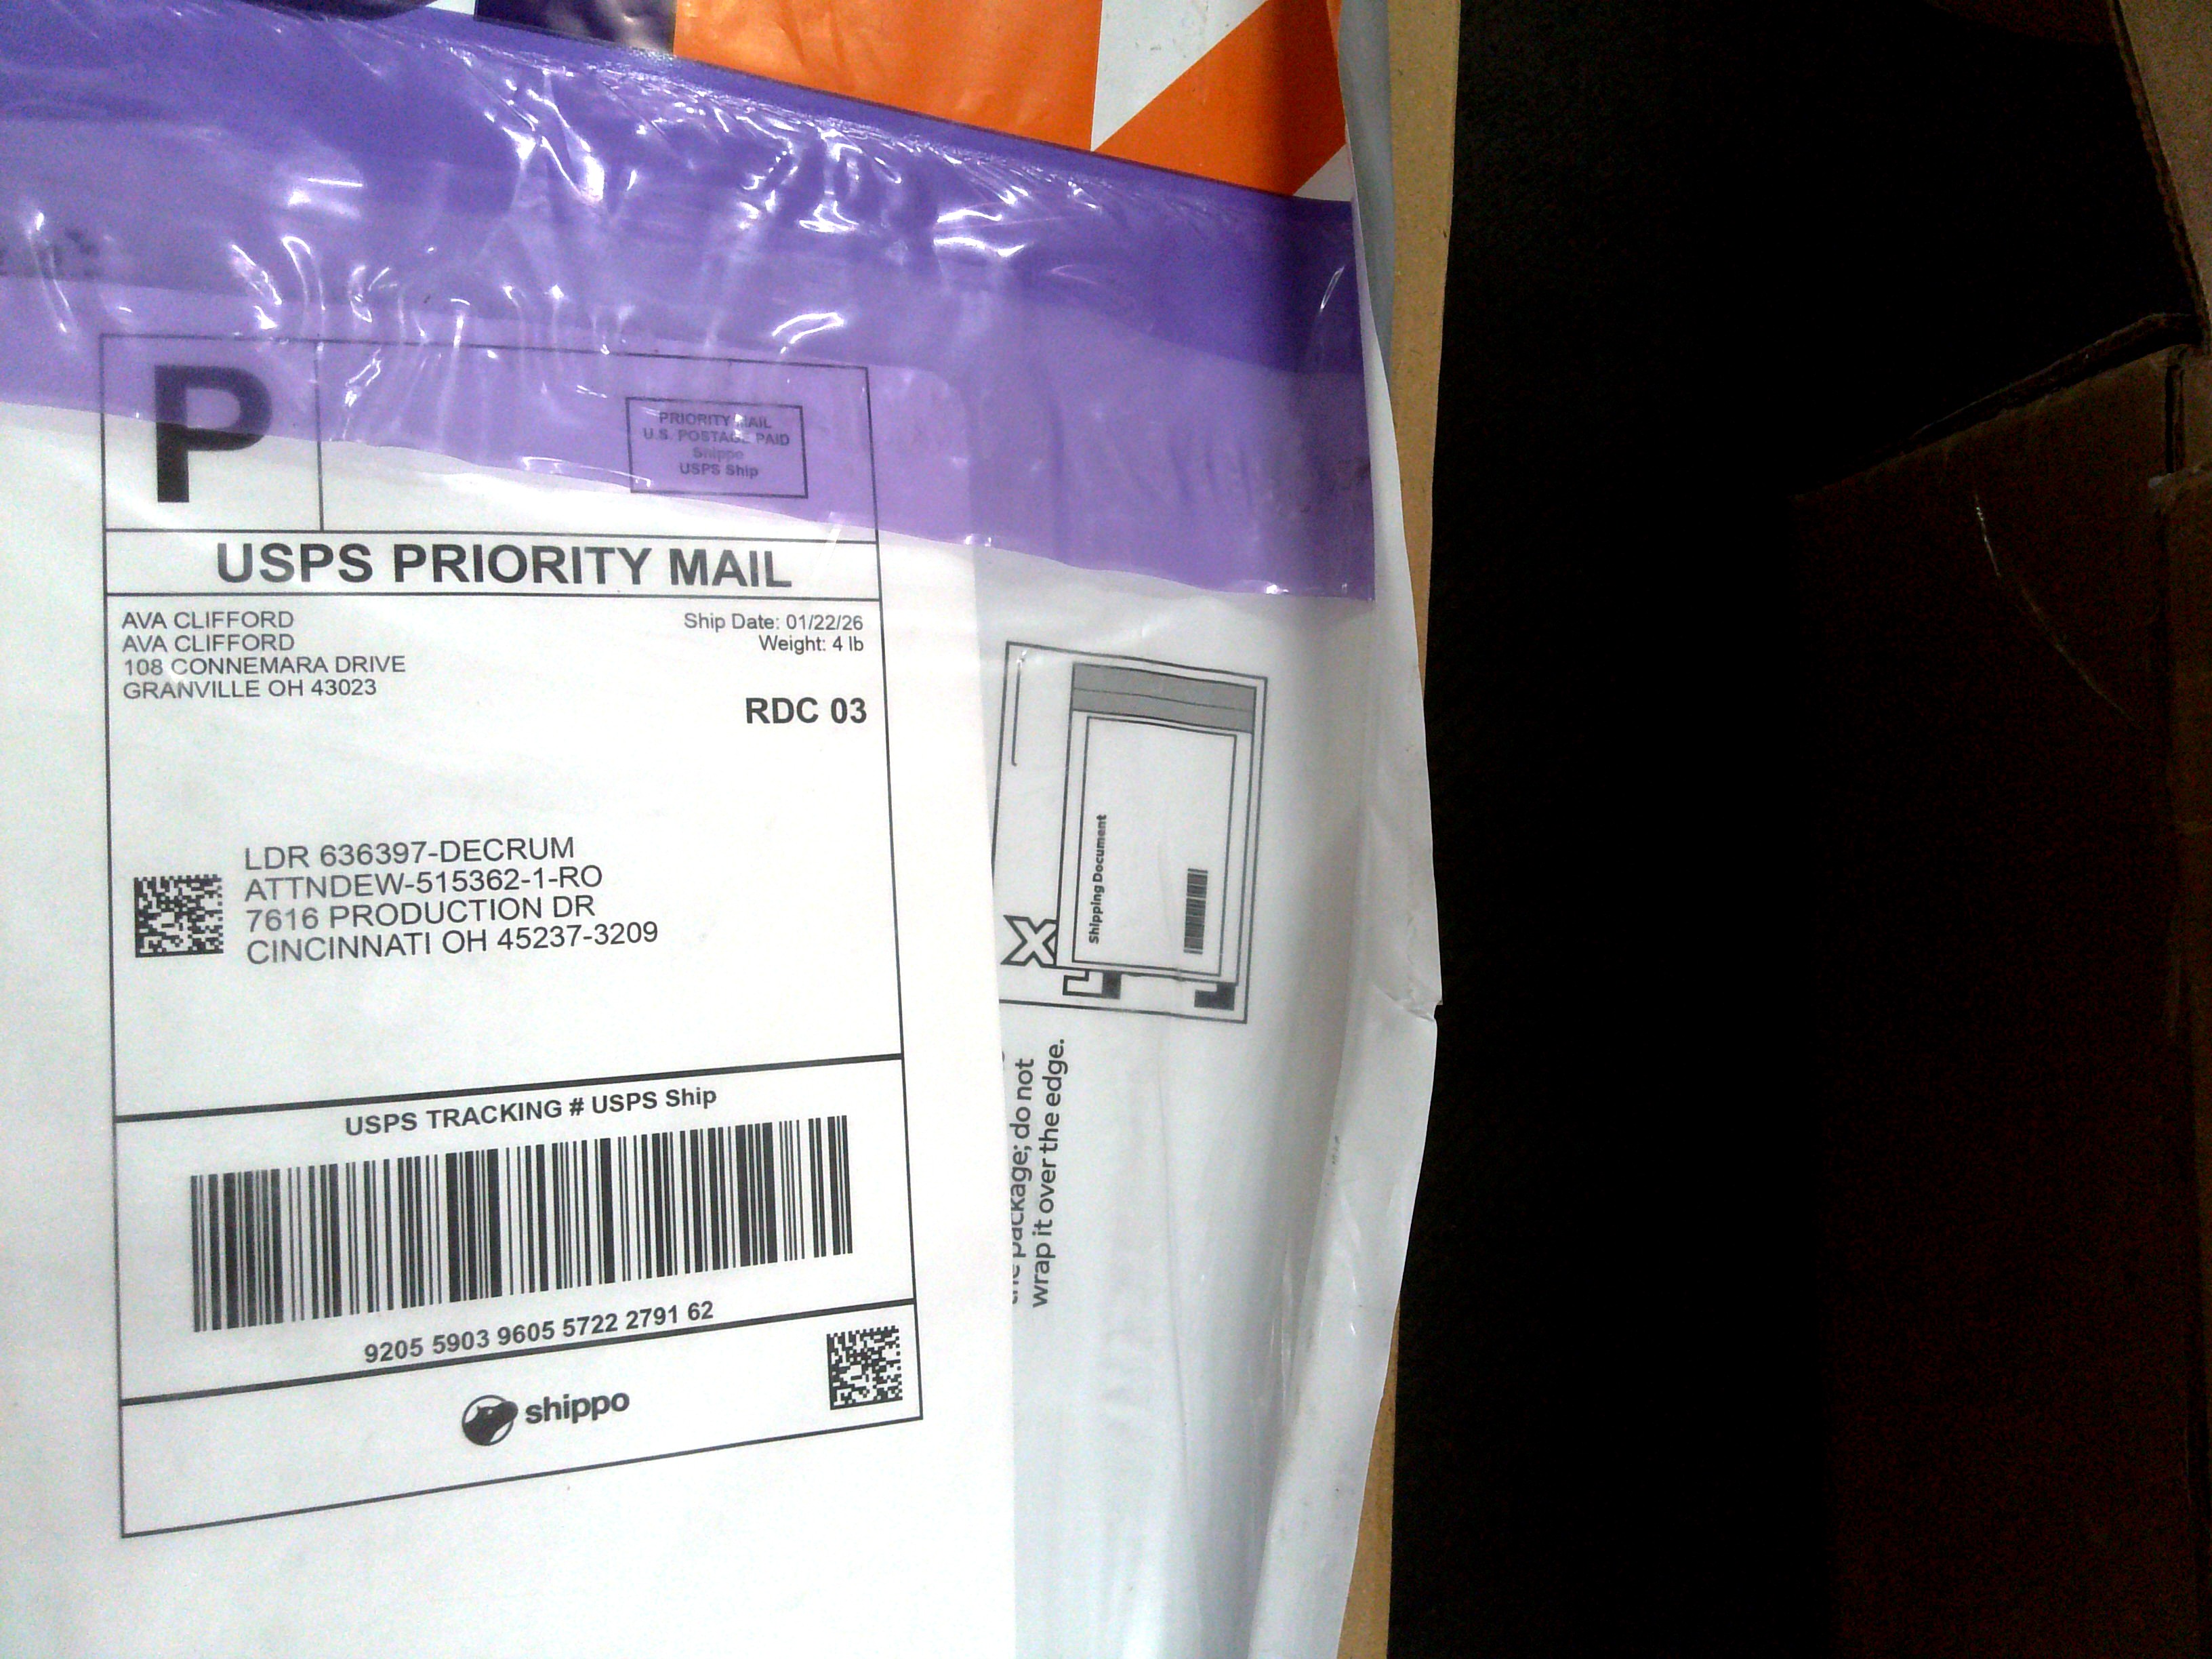 P
PRIORITY MAIL
U.S. POSTAGE PAID
Shippo
USPS Ship
USPS PRIORITY MAIL
AVA CLIFFORD
AVA CLIFFORD
108 CONNEMARA DRIVE
GRANVILLE OH 43023
Ship Date: 01/22/26
Weight: 4 lb
RDC 03
LDR 636397-DECRUM
ATTNDEW-515362-1-RO
7616 PRODUCTION DR
CINCINNATI OH 45237-3209
USPS TRACKING # USPS Ship
9205 5903 9605 5722 2791 62
shippo
Shipping Document
x
package; do not
wrap it over the edge.